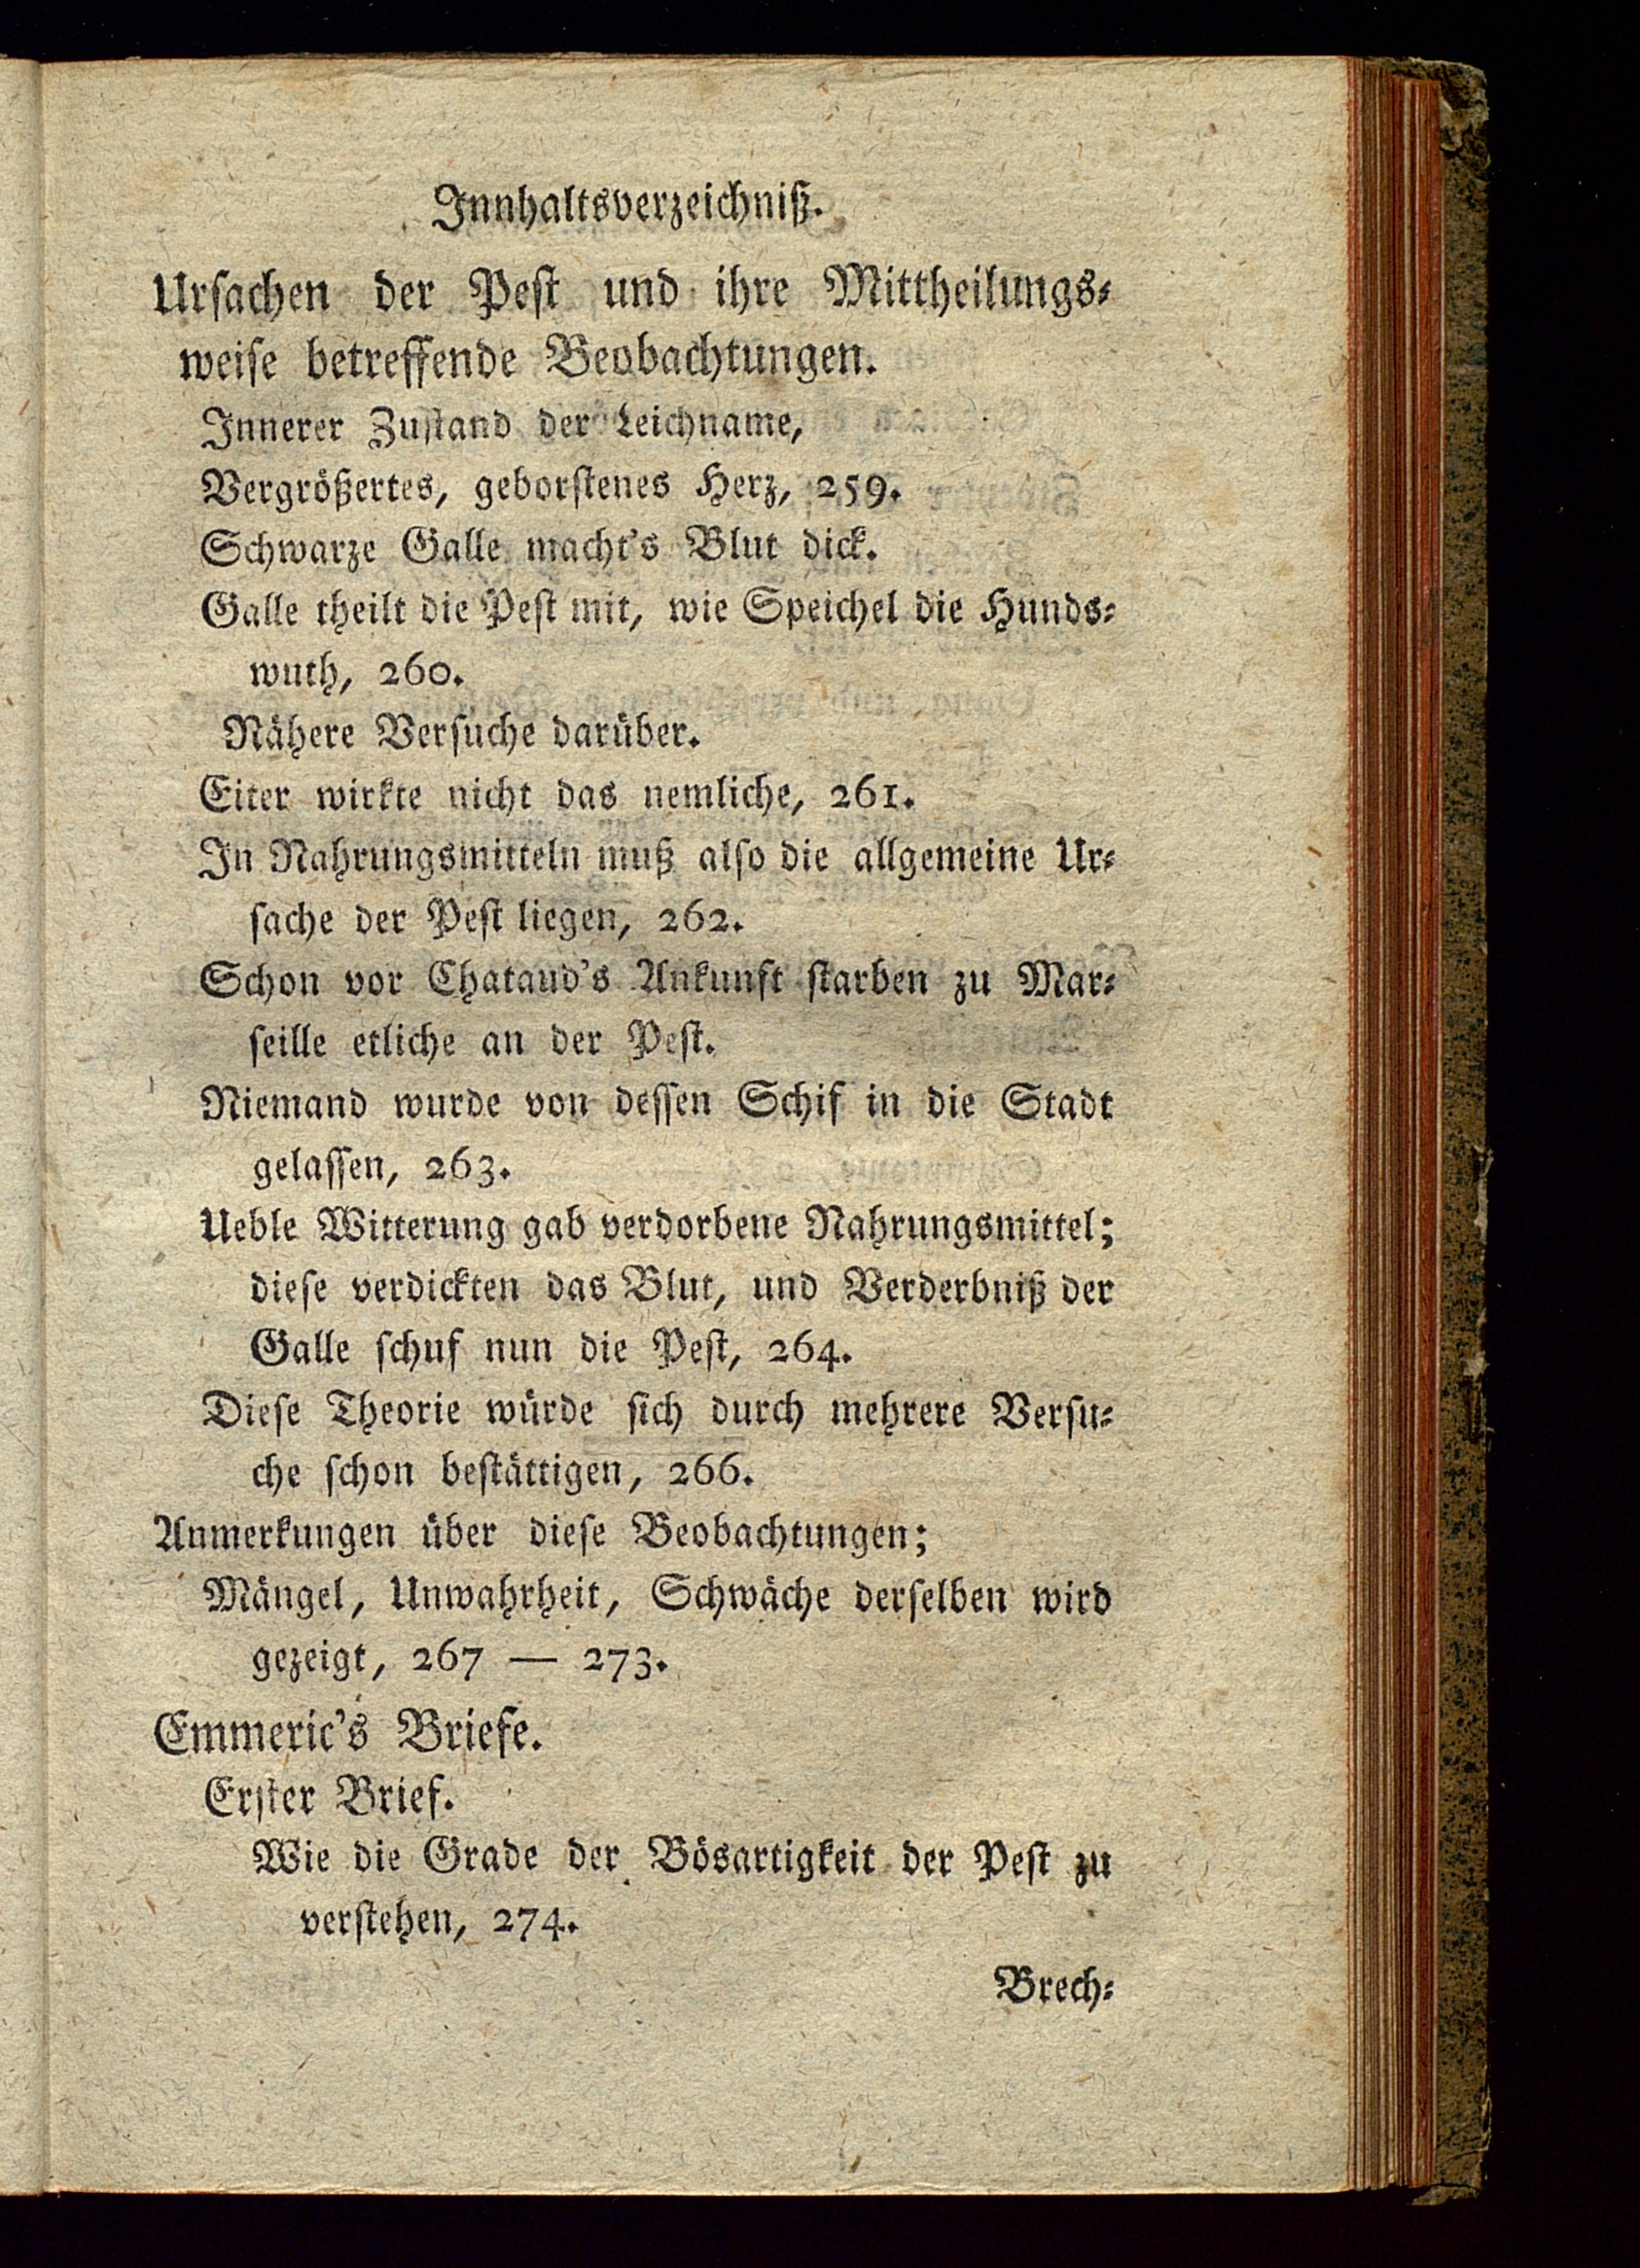 Innhaltsverzeichniß.
Ursachen der Pest und ihre Mittheilungs⸗
weise betreffende Beobachtungen.
Innerer Zustand der Leichname,
Vergrößertes, geborstenes Herz, 259.
Schwarze Galle macht's Blut dick.
Galle theilt die Pest mit, wie Speichel die Hunds⸗
wuth, 260.
Nähere Versuche darüber.
Eiter wirkte nicht das nemliche, 261.
In Nahrungsmitteln muß also die allgemeine Ur⸗
sache der Pest liegen, 262.
Schon vor Chataud's Ankunft starben zu Mar⸗
seille etliche an der Pest.
Niemand wurde von dessen Schif in die Stadt
gelassen, 263.
Ueble Witterung gab verdorbene Nahrungsmittel;
diese verdickten das Blut, und Verderbniß der
Galle schuf nun die Pest, 264.
Diese Theorie würde sich durch mehrere Versu⸗
che schon bestättigen, 266.
Anmerkungen über diese Beobachtungen;
Mängel, Unwahrheit, Schwäche derselben wird
gezeigt, 267 — 273.
Emmeric's Briefe.
Erster Brief.
Wie die Grade der Bösartigkeit der Pest zu
verstehen, 274.
Brech⸗